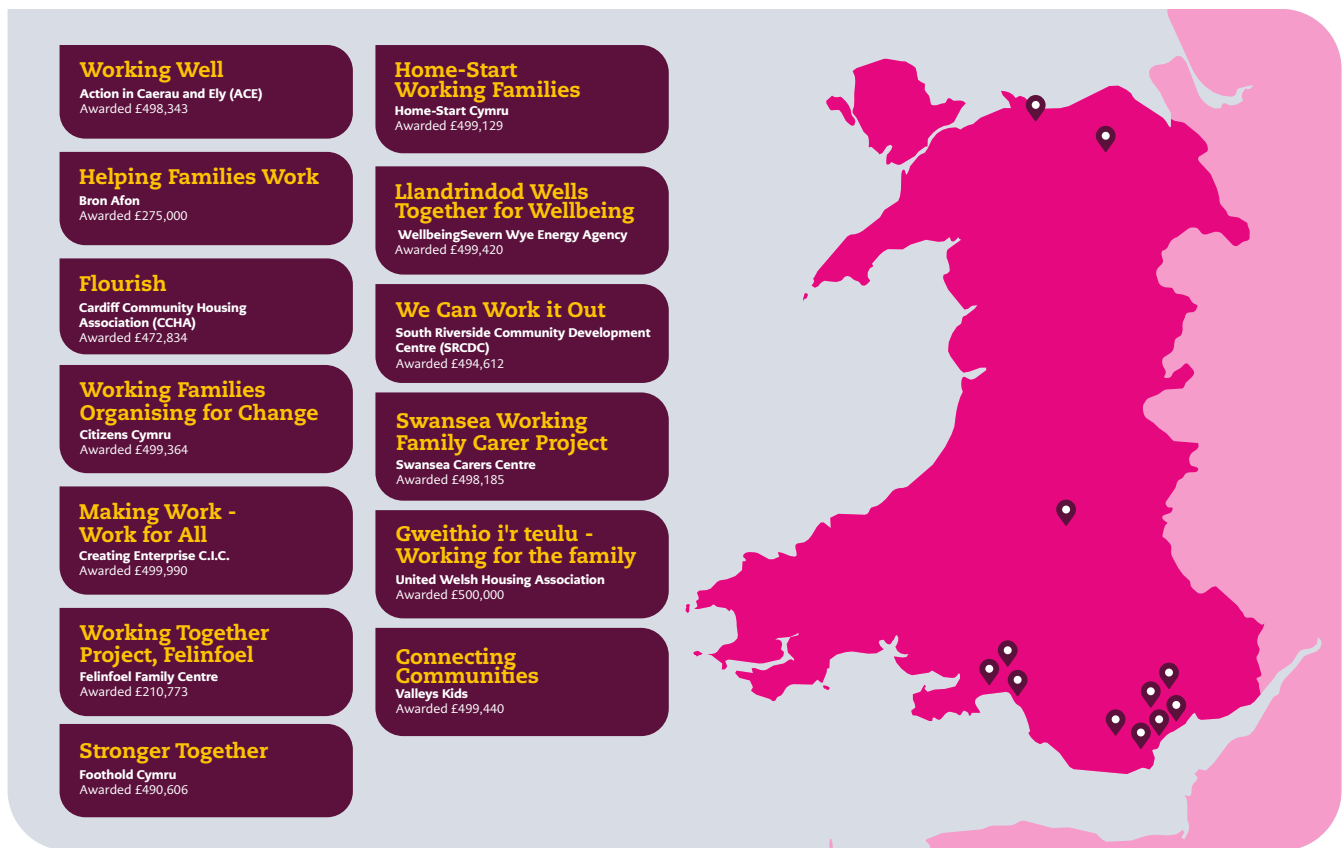 Working Well
Action in Caerau and Ely (ACE)
Awarded £498,343
Helping Families Work
Bron Afon
Awarded £275,000
Flourish
Cardiff Community Housing
Association (CCHA)
Awarded £472,834
Working Families
Organising for Change
Citizens Cymru
Awarded £499,364
Making Work -
Work for All
Creating Enterprise C.I.C.
Awarded £499,990
Working Together
Project, Felinfoel
Felinfoel Family Centre
Awarded £210,773
Stronger Together
Foothold Cymru
Awarded £490,606
Home-Start
Working Families
Home-Start Cymru
Awarded £499,129
Llandrindod Wells
Together for Wellbeing
WellbeingSevern Wye Energy Agency
Awarded £499,420
We Can Work it Out
South Riverside Community Development
Centre (SRCDC)
Awarded £494,612
Swansea Working
Family Carer Project
Swansea Carers Centre
Awarded £498,185
Gweithio i'r teulu -
Working for the family
United Welsh Housing Association
Awarded £500,000
Connecting
Communities
Valleys Kids
Awarded £499,440